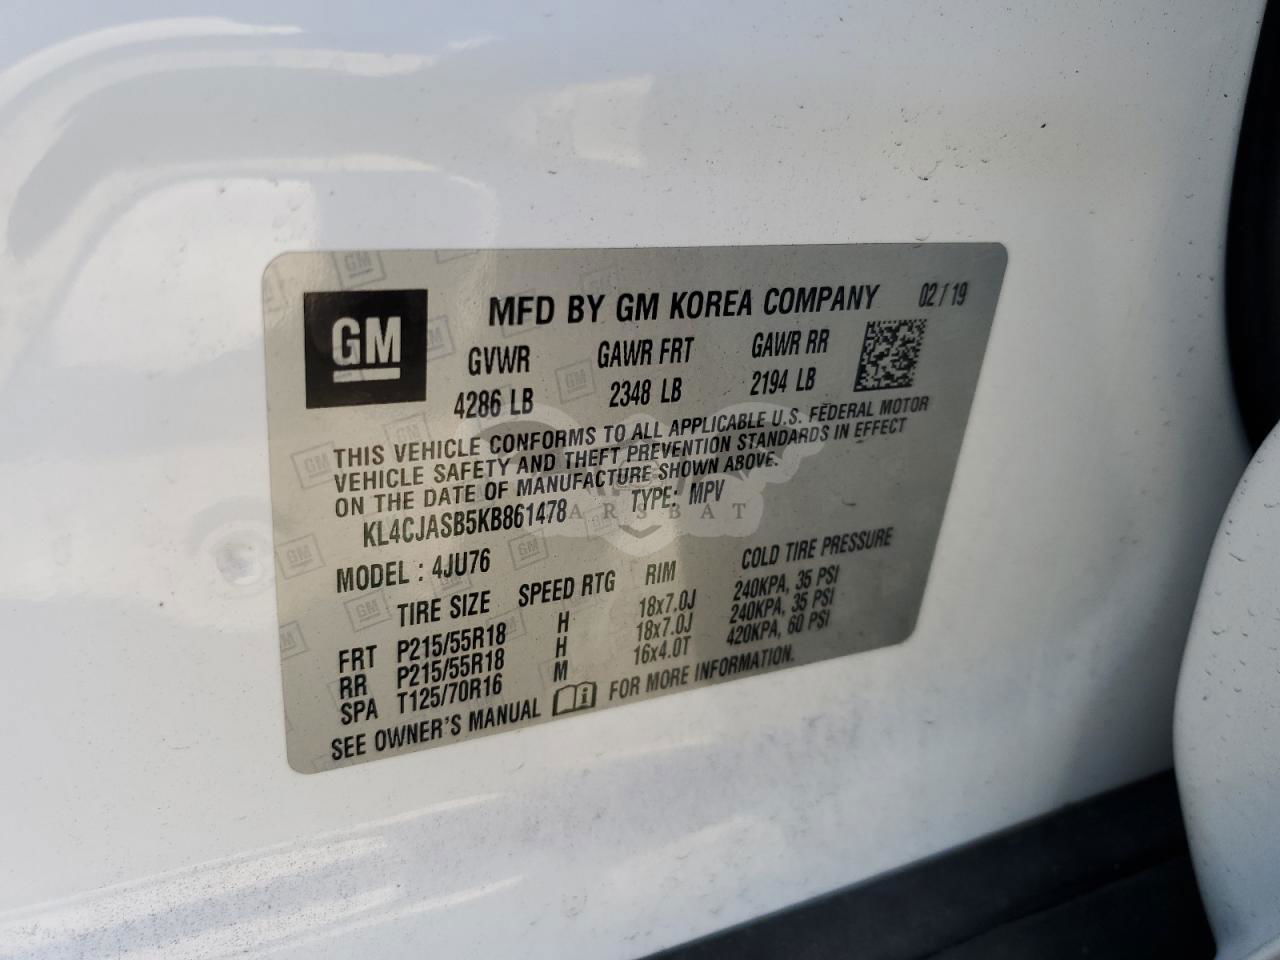 GM
MFD BY GM KOREA COMPANY 02/19
GVWR GAWR FRT GAWR RR
4286 LB 2348 LB 2194 LB
THIS VEHICLE CONFORMS TO ALL APPLICABLE U.S. FEDERAL MOTOR
VEHICLE SAFETY AND THEFT PREVENTION STANDARDS IN EFFECT
ON THE DATE OF MANUFACTURE SHOWN ABOVE.
KL4CJASB5KB861478 TYPE: MPV
MODEL : 4JU76
TIRE SIZE SPEED RTG RIM COLD TIRE PRESSURE
FRT P215/55R18 H 18x7.0J 240KPA, 35 PSI
RR P215/55R18 H 18x7.0J 240KPA, 35 PSI
SPA T125/70R16 M 16x4.0T 420KPA, 60 PSI
SEE OWNER'S MANUAL i FOR MORE INFORMATION.